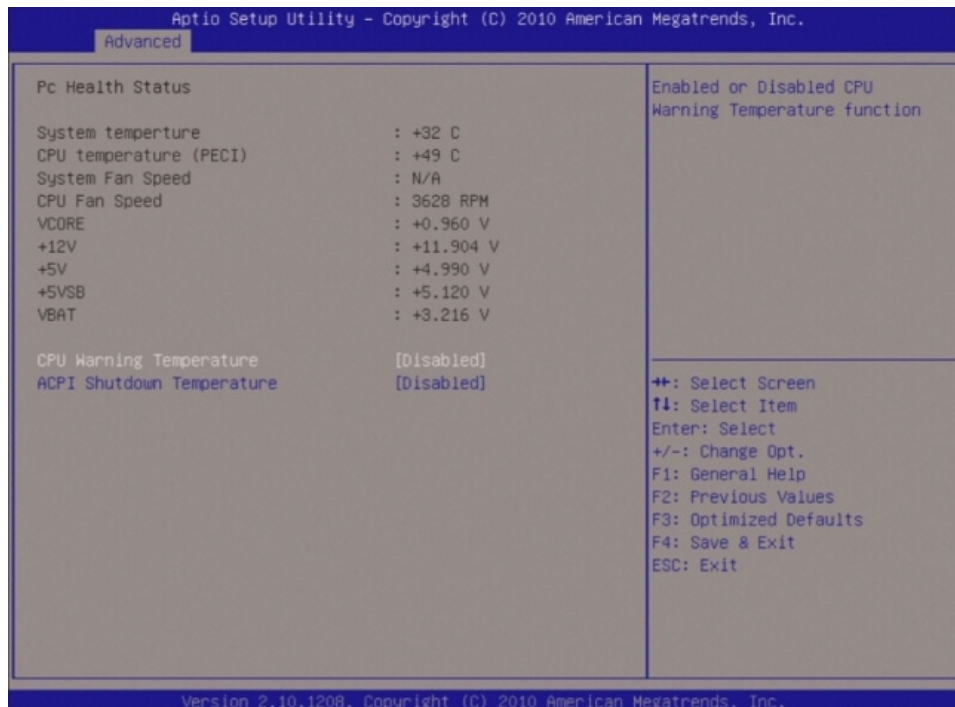 Aptio Setup Utility – Copyright (C) 2010 American Megatrends, Inc.
Advanced
Pc Health Status
System temperture : +32 C
CPU temperature (PECI) : +49 C
System Fan Speed : N/A
CPU Fan Speed : 3628 RPM
VCORE : +0.960 V
+12V : +11.904 V
+5V : +4.990 V
+5VSB : +5.120 V
VBAT : +3.216 V
CPU Warning Temperature [Disabled]
ACPI Shutdown Temperature [Disabled]
Enabled or Disabled CPU
Warning Temperature function
→←: Select Screen
↑↓: Select Item
Enter: Select
+/-: Change Opt.
F1: General Help
F2: Previous Values
F3: Optimized Defaults
F4: Save & Exit
ESC: Exit
Version 2.10.1208. Copyright (C) 2010 American Megatrends, Inc.